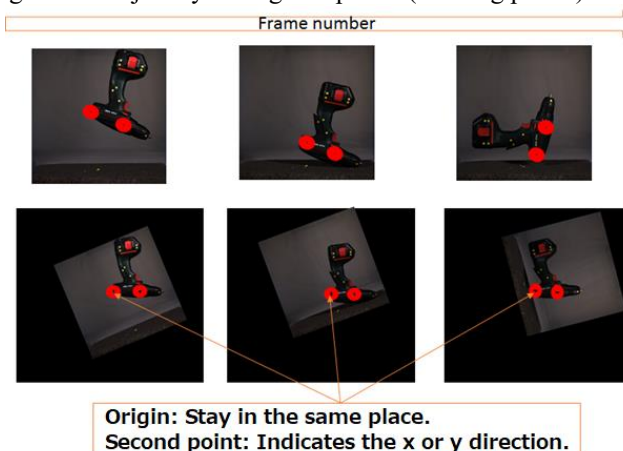 Frame number
Origin: Stay in the same place.
Second point: Indicates the x or y direction.